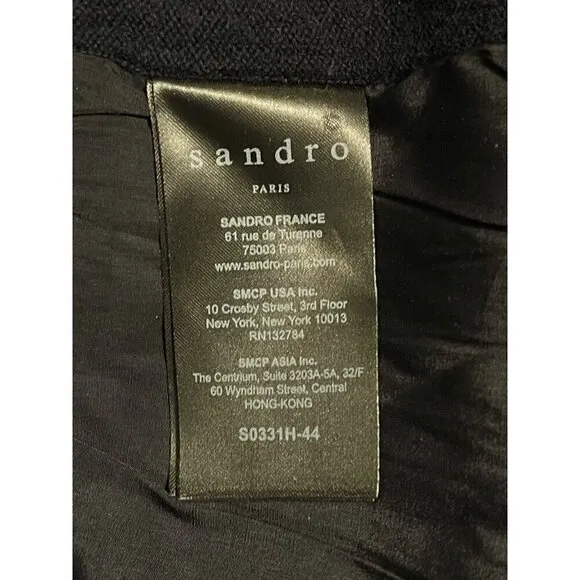 sandro
PARIS
SANDRO FRANCE
61 rue de Turenne
75003 Paris
www.sandro-paris.com
SMCP USA Inc.
10 Crosby Street, 3rd Floor
New York, New York 10013
RN132784
SMCP ASIA Inc.
The Centrium, Suite 3203A-5A, 32/F
60 Wyndham Street, Central
HONG-KONG
S0331H-44